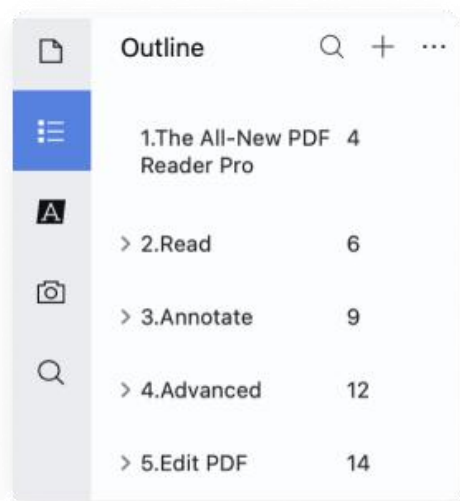 Outline
1.The All-New PDF 4
Reader Pro
2.Read 6
A
3.Annotate 9
4.Advanced 12
5.Edit PDF 14